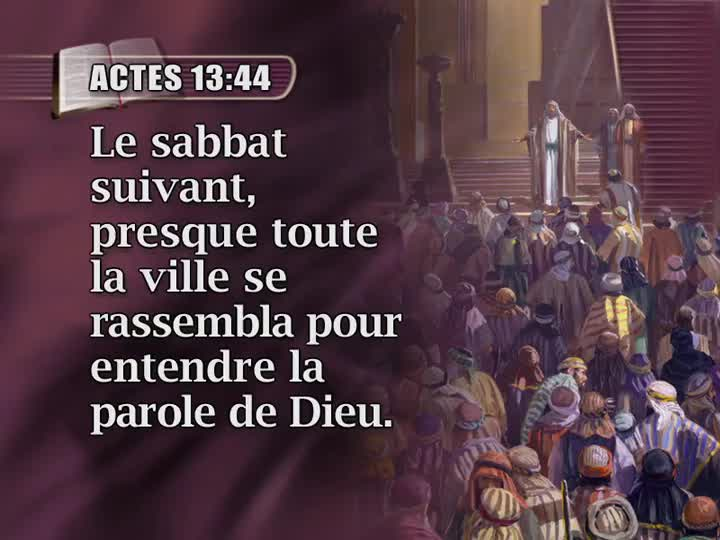 ACTES 13:44
Le sabbat
suivant,
presque toute
la ville se
rassembla pour
entendre la
parole de Dieu.